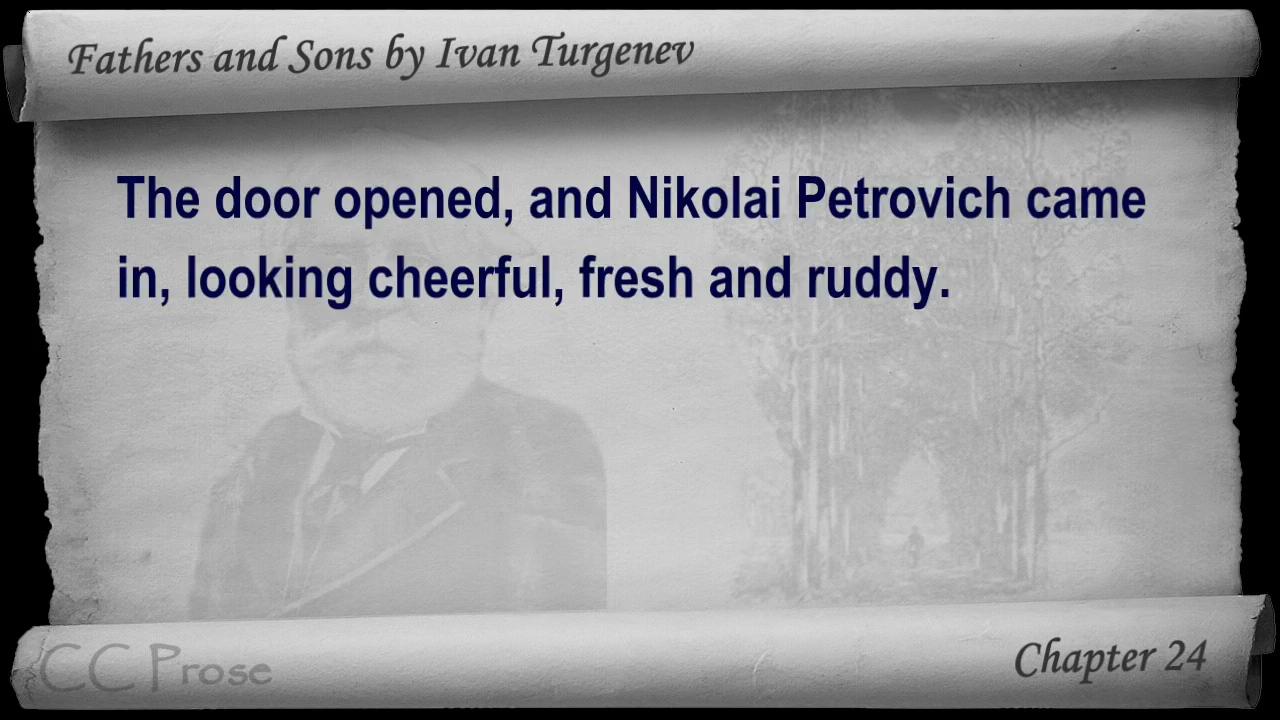 Fathers and Sons by Ivan Turgenev
The door opened, and Nikolai Petrovich came
in, looking cheerful, fresh and ruddy.
CC Prose
Chapter 24